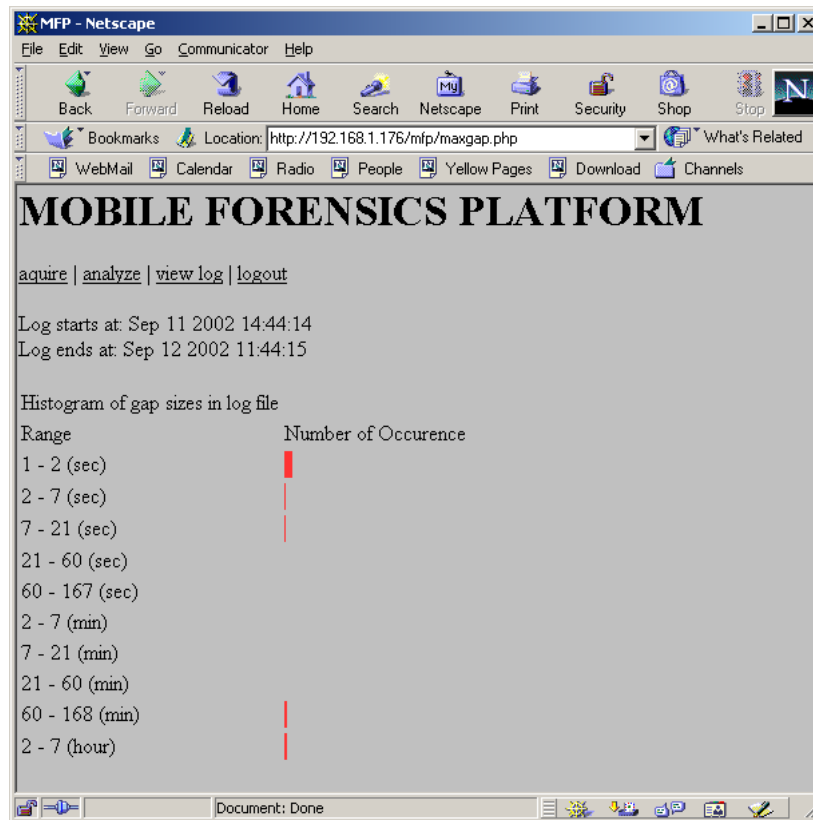 MFP - Netscape
File Edit View Go Communicator Help
Back Forward Reload Home Search Netscape Print Security Shop Stop
My
N
Bookmarks Location: http://192.168.1.176/mfp/maxgap.php What's Related
WebMail Calendar Radio People Yellow Pages Download Channels
MOBILE FORENSICS PLATFORM
aquire | analyze | view log | logout
Log starts at: Sep 11 2002 14:44:14
Log ends at: Sep 12 2002 11:44:15
Histogram of gap sizes in log file
Range Number of Occurence
1 - 2 (sec)
2 - 7 (sec)
7 - 21 (sec)
21 - 60 (sec)
60 - 167 (sec)
2 - 7 (min)
7 - 21 (min)
21 - 60 (min)
60 - 168 (min)
2 - 7 (hour)
Document: Done